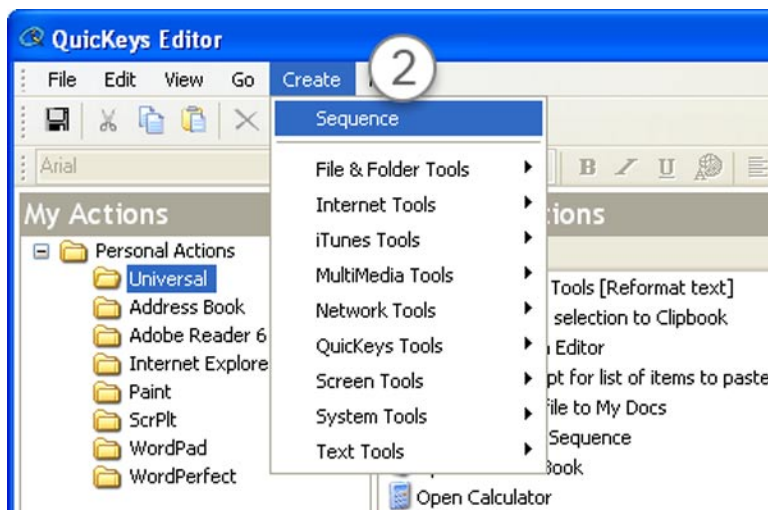 QuicKeys Editor
File Edit View Go Create
2
Sequence
Arial
B I U A
File & Folder Tools
My Actions
ions
Internet Tools
Personal Actions
iTunes Tools
Universal
MultiMedia Tools
Tools [Reformat text]
Address Book
Network Tools
selection to Clipbook
Adobe Reader 6
QuicKeys Tools
Editor
Internet Explore
Screen Tools
pt for list of items to paste
Paint
file to My Docs
ScrPlt
System Tools
Sequence
WordPad
Text Tools
Book
WordPerfect
Open Calculator